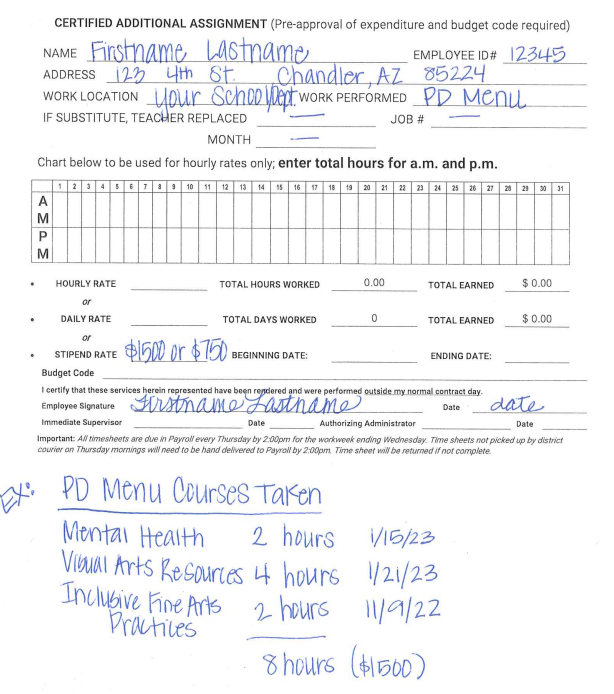 CERTIFIED ADDITIONAL ASSIGNMENT (Pre-approval of expenditure and budget code required)
NAME Firstname Lastname EMPLOYEE ID# 12345
ADDRESS 123 4th St. Chandler, AZ 85224
WORK LOCATION Your School/Dept. WORK PERFORMED PD Menu
IF SUBSTITUTE, TEACHER REPLACED — JOB # —
MONTH —
Chart below to be used for hourly rates only; enter total hours for a.m. and p.m.
1 2 3 4 5 6 7 8 9 10 11 12 13 14 15 16 17 18 19 20 21 22 23 24 25 26 27 28 29 30 31
A
M
P
M
• HOURLY RATE TOTAL HOURS WORKED 0.00 TOTAL EARNED $ 0.00
or
• DAILY RATE TOTAL DAYS WORKED 0 TOTAL EARNED $ 0.00
or
• STIPEND RATE $1500 or $750 BEGINNING DATE: ENDING DATE:
Budget Code
I certify that these services herein represented have been rendered and were performed outside my normal contract day.
Employee Signature Firstname Lastname Date date
Immediate Supervisor Date Authorizing Administrator Date
Important: All timesheets are due in Payroll every Thursday by 2:00pm for the workweek ending Wednesday. Time sheets not picked up by district
courier on Thursday mornings will need to be hand delivered to Payroll by 2:00pm. Time sheet will be returned if not complete.
Ex: PD Menu Courses Taken
Mental Health 2 hours 1/15/23
Visual Arts Resources 4 hours 1/21/23
Inclusive Fine Arts 2 hours 11/9/22
Practices
8 hours ($1500)